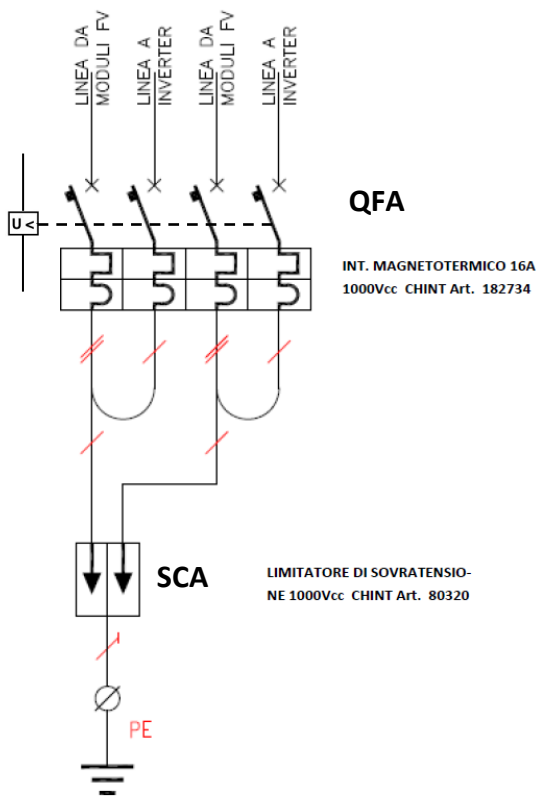 LINEA DA
MODULI FV
LINEA A
INVERTER
LINEA DA
MODULI FV
LINEA A
INVERTER
U <
QFA
INT. MAGNETOTERMICO 16A
1000Vcc CHINT Art. 182734
SCA
LIMITATORE DI SOVRATENSIO-
NE 1000Vcc CHINT Art. 80320
PE